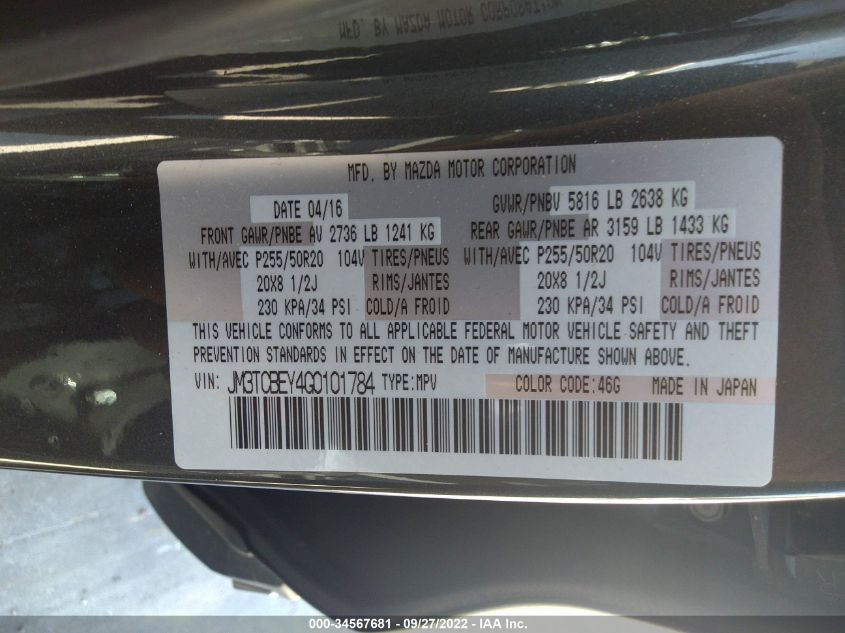 MFD. BY MAZDA MOTOR CORPORATION
MFD. BY MAZDA MOTOR CORPORATION
DATE 04/16 GVWR/PNBV 5816 LB 2638 KG
FRONT GAWR/PNBE AV 2736 LB 1241 KG REAR GAWR/PNBE AR 3159 LB 1433 KG
WITH/AVEC P255/50R20 104V TIRES/PNEUS WITH/AVEC P255/50R20 104V TIRES/PNEUS
20X8 1/2J RIMS/JANTES 20X8 1/2J RIMS/JANTES
230 KPA/34 PSI COLD/A FROID 230 KPA/34 PSI COLD/A FROID
THIS VEHICLE CONFORMS TO ALL APPLICABLE FEDERAL MOTOR VEHICLE SAFETY AND THEFT
PREVENTION STANDARDS IN EFFECT ON THE DATE OF MANUFACTURE SHOWN ABOVE.
VIN: JM3TCBEY4G0101784 TYPE:MPV COLOR CODE:46G MADE IN JAPAN
000-34567681 - 09/27/2022 - IAA Inc.